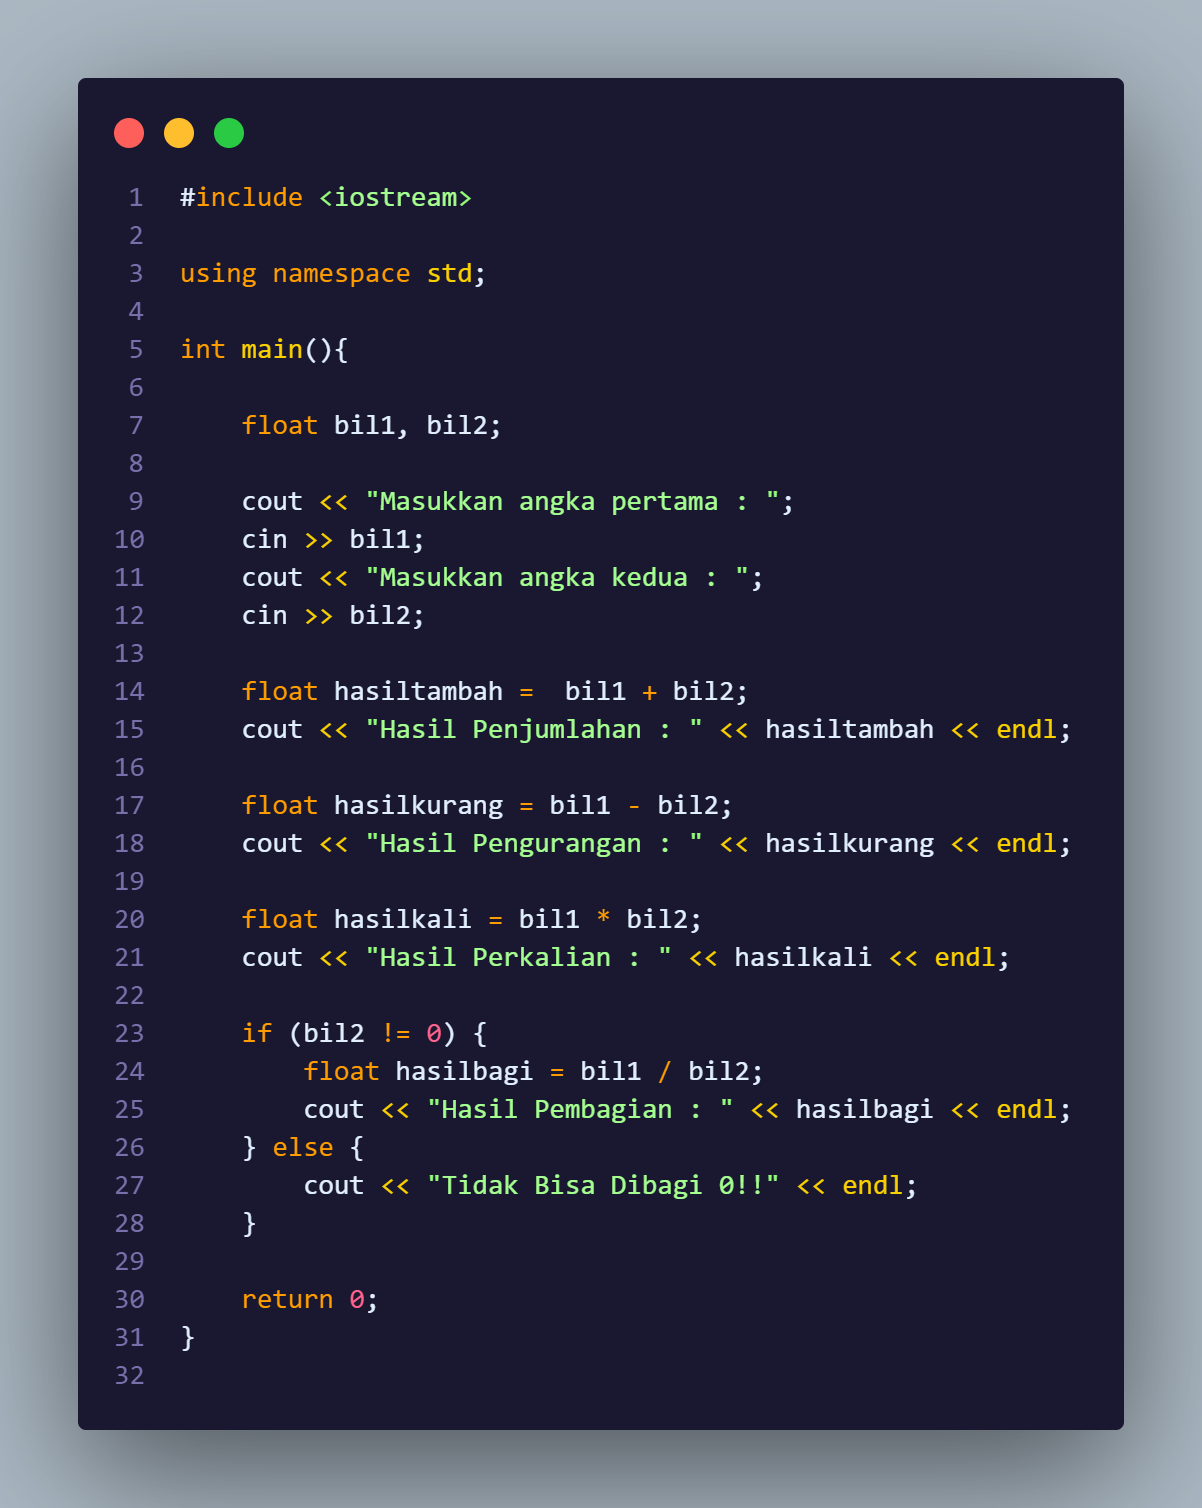 1 #include <iostream>
2
3 using namespace std;
4
5 int main(){
6
7     float bil1, bil2;
8
9     cout << "Masukkan angka pertama : ";
10     cin >> bil1;
11     cout << "Masukkan angka kedua : ";
12     cin >> bil2;
13
14     float hasiltambah =  bil1 + bil2;
15     cout << "Hasil Penjumlahan : " << hasiltambah << endl;
16
17     float hasilkurang = bil1 - bil2;
18     cout << "Hasil Pengurangan : " << hasilkurang << endl;
19
20     float hasilkali = bil1 * bil2;
21     cout << "Hasil Perkalian : " << hasilkali << endl;
22
23     if (bil2 != 0) {
24         float hasilbagi = bil1 / bil2;
25         cout << "Hasil Pembagian : " << hasilbagi << endl;
26     } else {
27         cout << "Tidak Bisa Dibagi 0!!" << endl;
28     }
29
30     return 0;
31 }
32